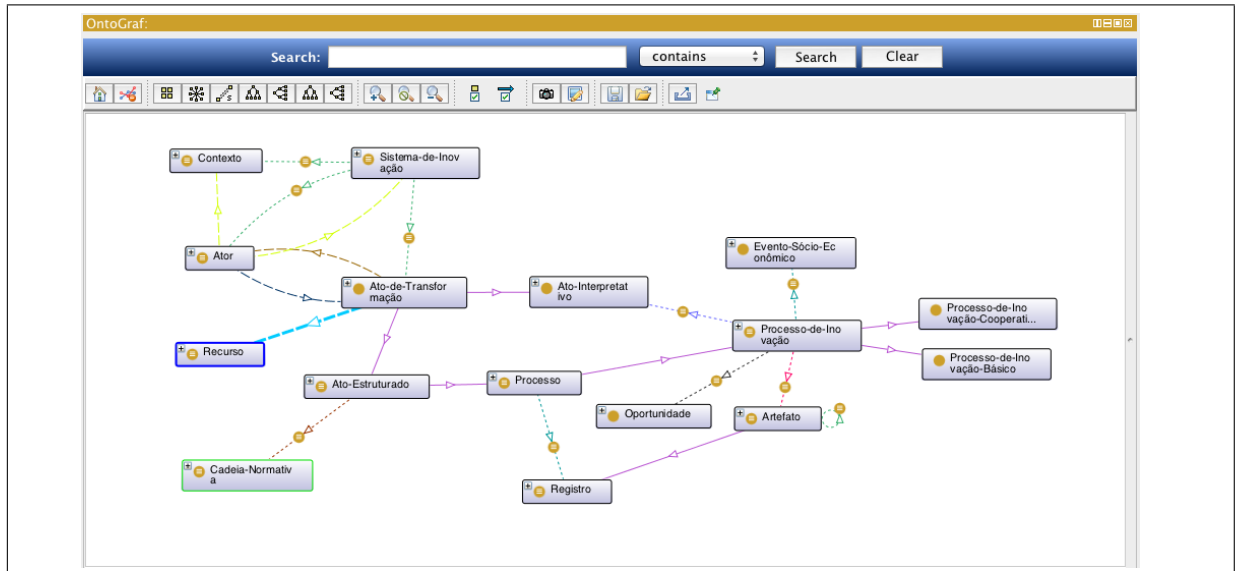 OntoGraf:
Search:
contains
Search
Clear
Contexto
Sistema-de-Inov
ação
Ator
Ato-de-Transfor
mação
Ato-Interpretat
ivo
Evento-Sócio-Ec
onômico
Processo-de-Ino
vação
Processo-de-Ino
vação-Cooperati...
Processo-de-Ino
vação-Básico
Recurso
Ato-Estruturado
Processo
Oportunidade
Artefato
Cadeia-Normativ
a
Registro